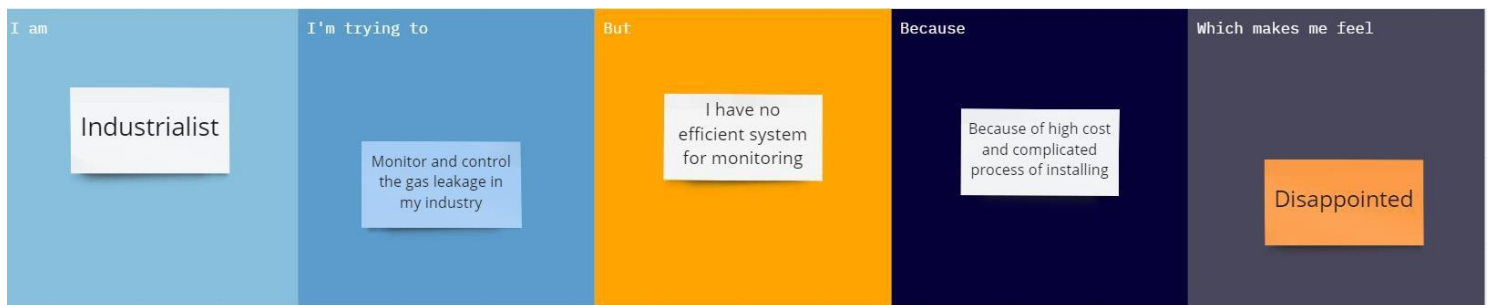 I am
Industrialist
I'm trying to
Monitor and control
the gas leakage in
my industry
But
I have no
efficient system
for monitoring
Because
Because of high cost
and complicated
process of installing
Which makes me feel
Disappointed